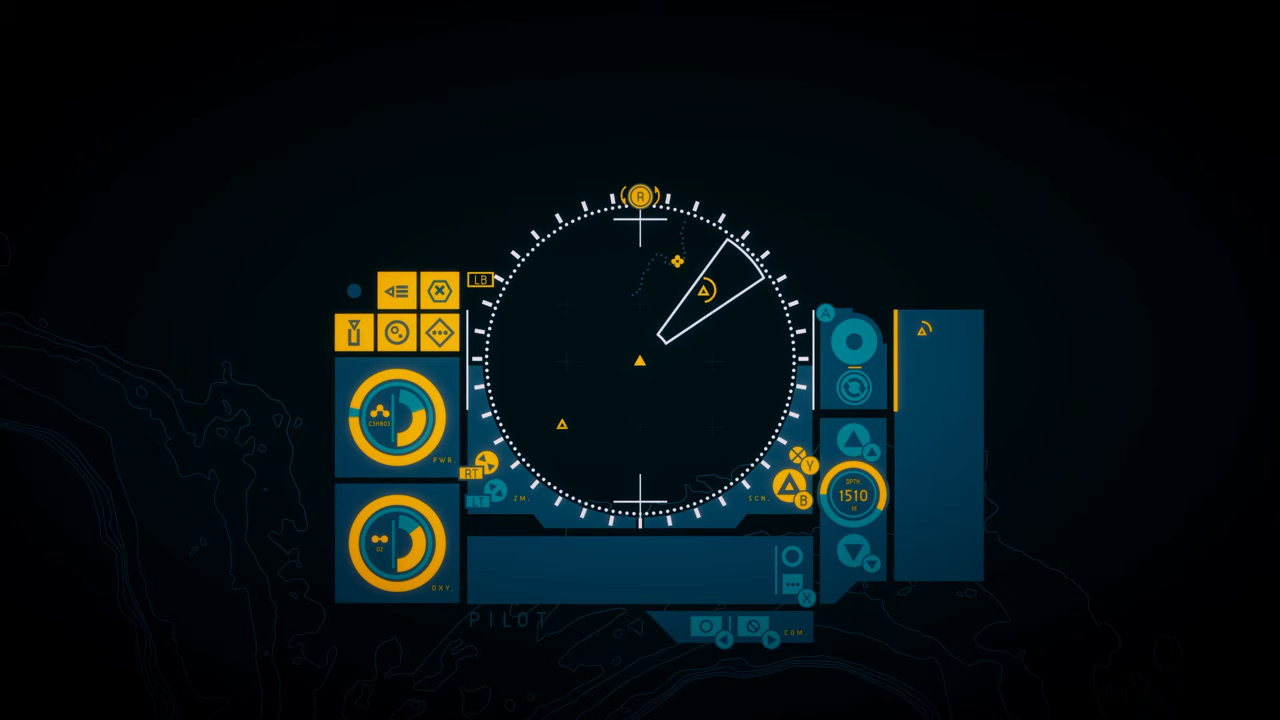 R
LB
A
C3H8O3
PWR.
RT
LT
ZM.
SCN.
Y
B
DPTH.
1510
M
O2
OXY.
X
PILOT
COM.